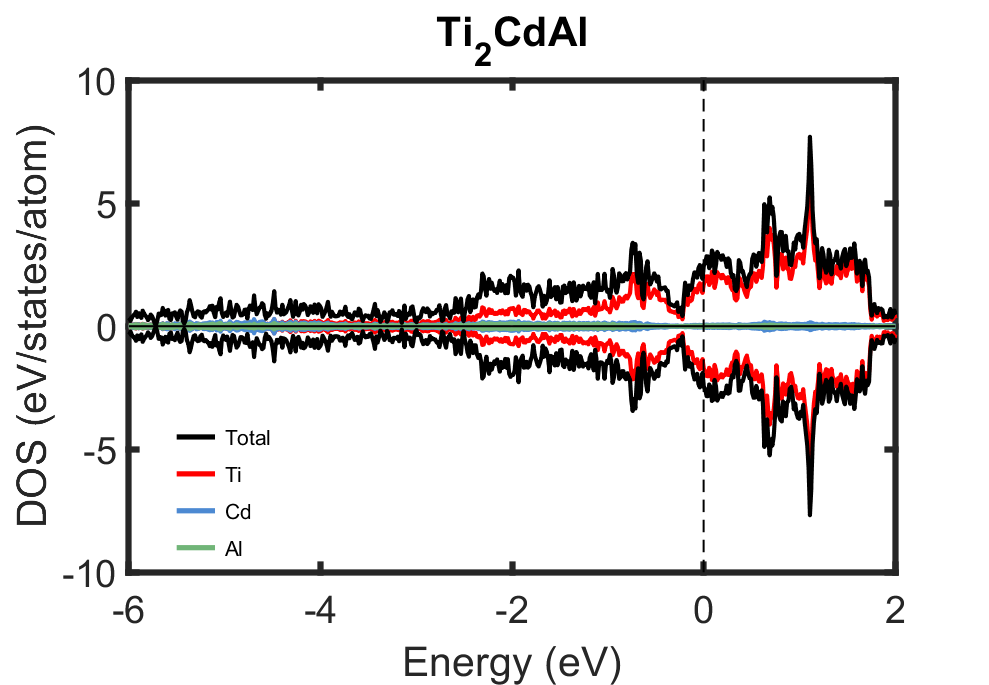 Ti₂CdAl
DOS (eV/states/atom)
10
5
0
-5
-10
Total
Ti
Cd
Al
-6 -4 -2 0 2
Energy (eV)